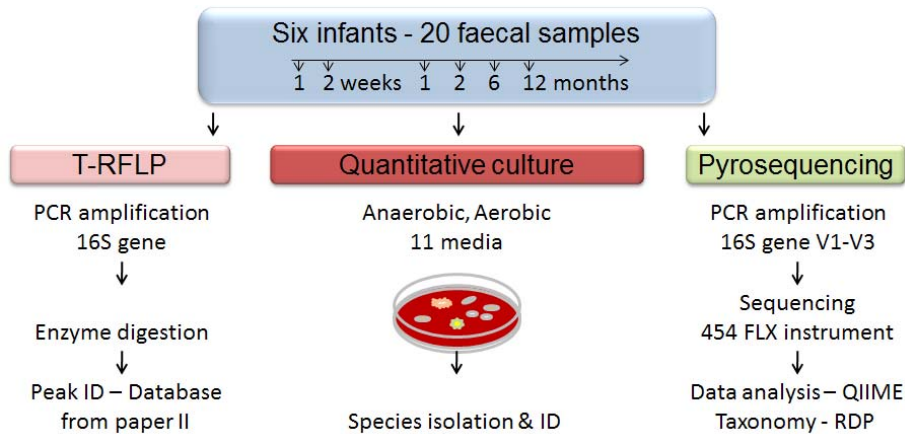 Six infants - 20 faecal samples
1 2 weeks 1 2 6 12 months
T-RFLP
PCR amplification
16S gene
Enzyme digestion
Peak ID – Database
from paper II
Quantitative culture
Anaerobic, Aerobic
11 media
Species isolation & ID
Pyrosequencing
PCR amplification
16S gene V1-V3
Sequencing
454 FLX instrument
Data analysis – QIIME
Taxonomy - RDP